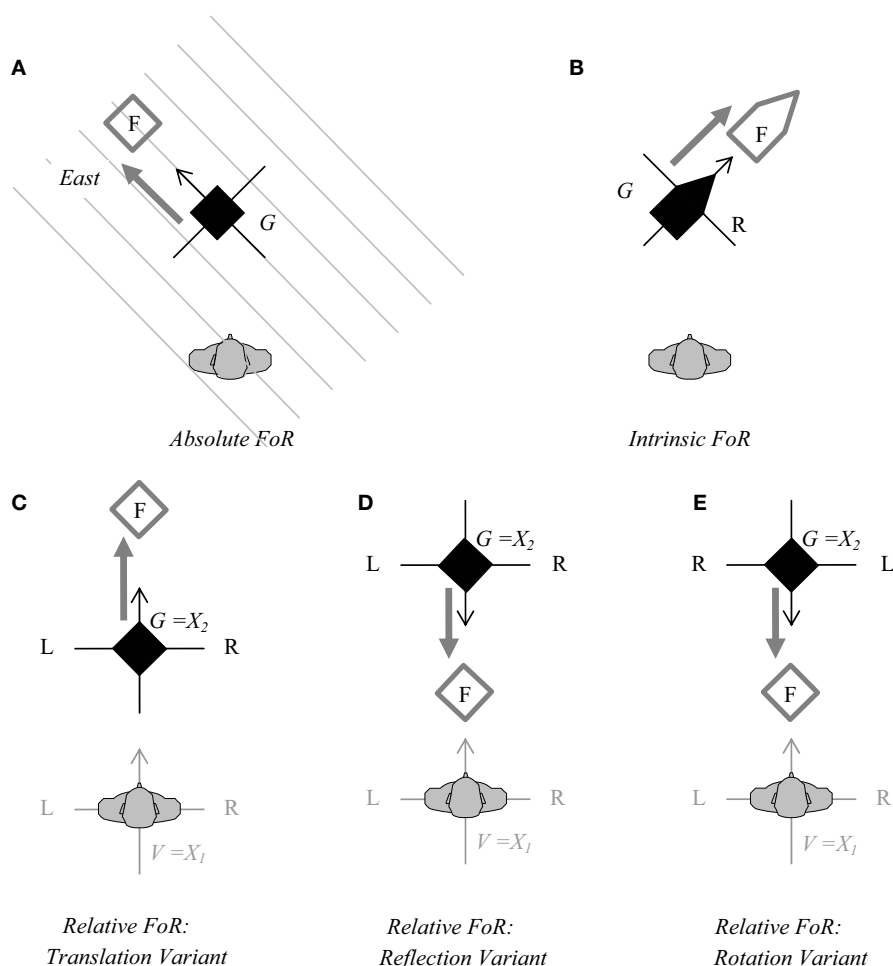 A
B
F
F
East
G
G
R
Absolute FoR
Intrinsic FoR
C
D
E
F
G =X₂
G =X₂
L
R
R
L
G =X₂
L
R
F
F
L
R
L
R
L
R
V =X₁
V =X₁
V =X₁
Relative FoR:
Translation Variant
Relative FoR:
Reflection Variant
Relative FoR:
Rotation Variant